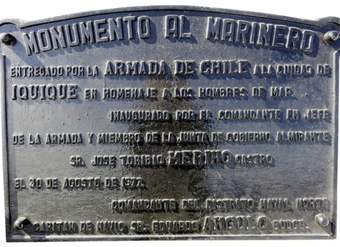 MONUMENTO AL MARINERO
ENTREGADO POR LA ARMADA DE CHILE A LA CIUDAD DE
IQUIQUE EN HOMENAJE A LOS HOMBRES DE MAR.
INAUGURADO POR EL COMANDANTE EN JEFE
DE LA ARMADA Y MIEMBRO DE LA JUNTA DE GOBIERNO, ALMIRANTE
SR. JOSE TORIBIO MERINO CASTRO
EL 30 DE AGOSTO DE
COMANDANTE DEL DISTRITO NAVAL NORTE
CAPITAN DE NAVIO, SR. EDUARDO ANGULO